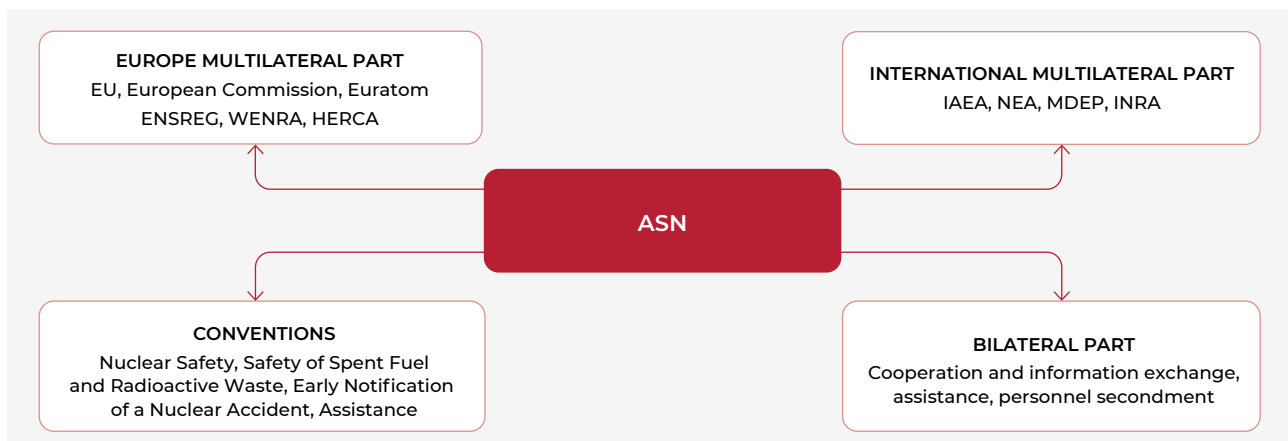 EUROPE MULTILATERAL PART
EU, European Commission, Euratom
ENSREG, WENRA, HERCA
INTERNATIONAL MULTILATERAL PART
IAEA, NEA, MDEP, INRA
ASN
CONVENTIONS
Nuclear Safety, Safety of Spent Fuel
and Radioactive Waste, Early Notification
of a Nuclear Accident, Assistance
BILATERAL PART
Cooperation and information exchange,
assistance, personnel secondment